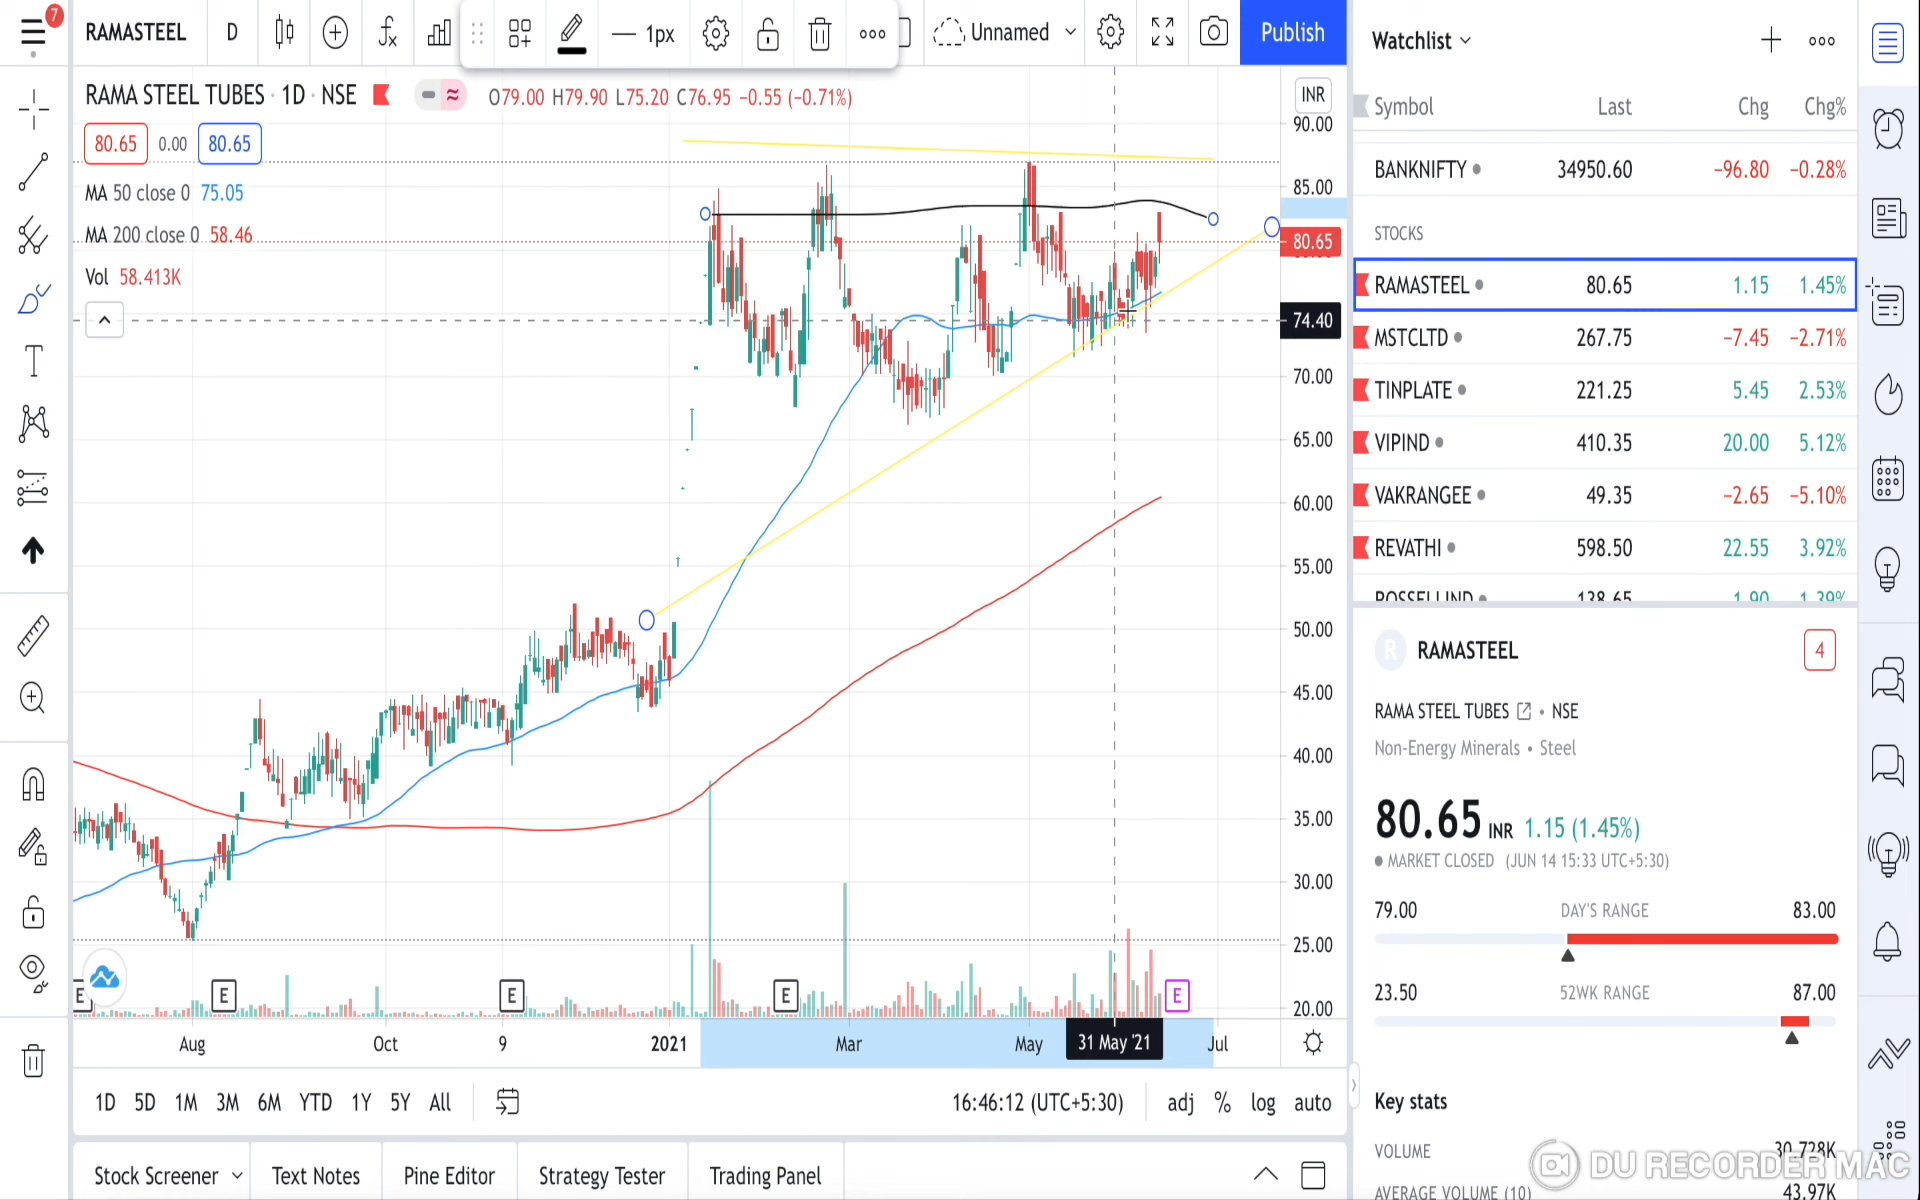 7
RAMASTEEL D 1px Unnamed Publish
RAMA STEEL TUBES · 1D · NSE O79.00 H79.90 L75.20 C76.95 −0.55 (−0.71%)
80.65 0.00 80.65
MA 50 close 0 75.05
MA 200 close 0 58.46
Vol 58.413K
INR
90.00
85.00
80.65
74.40
70.00
65.00
60.00
55.00
50.00
45.00
40.00
35.00
30.00
25.00
20.00
E E E E E
Aug Oct 9 2021 Mar May 31 May '21 Jul
1D 5D 1M 3M 6M YTD 1Y 5Y All 16:46:12 (UTC+5:30) adj % log auto
Stock Screener Text Notes Pine Editor Strategy Tester Trading Panel
Watchlist
Symbol Last Chg Chg%
BANKNIFTY 34950.60 −96.80 −0.28%
STOCKS
RAMASTEEL 80.65 1.15 1.45%
MSTCLTD 267.75 −7.45 −2.71%
TINPLATE 221.25 5.45 2.53%
VIPIND 410.35 20.00 5.12%
VAKRANGEE 49.35 −2.65 −5.10%
REVATHI 598.50 22.55 3.92%
ROSSELLIND 138.65 1.90 1.39%
R RAMASTEEL 4
RAMA STEEL TUBES • NSE
Non-Energy Minerals • Steel
80.65 INR 1.15 (1.45%)
MARKET CLOSED (JUN 14 15:33 UTC+5:30)
79.00 DAY'S RANGE 83.00
23.50 52WK RANGE 87.00
Key stats
VOLUME 30.728K
AVERAGE VOLUME (10) 43.97K
DU RECORDER MAC